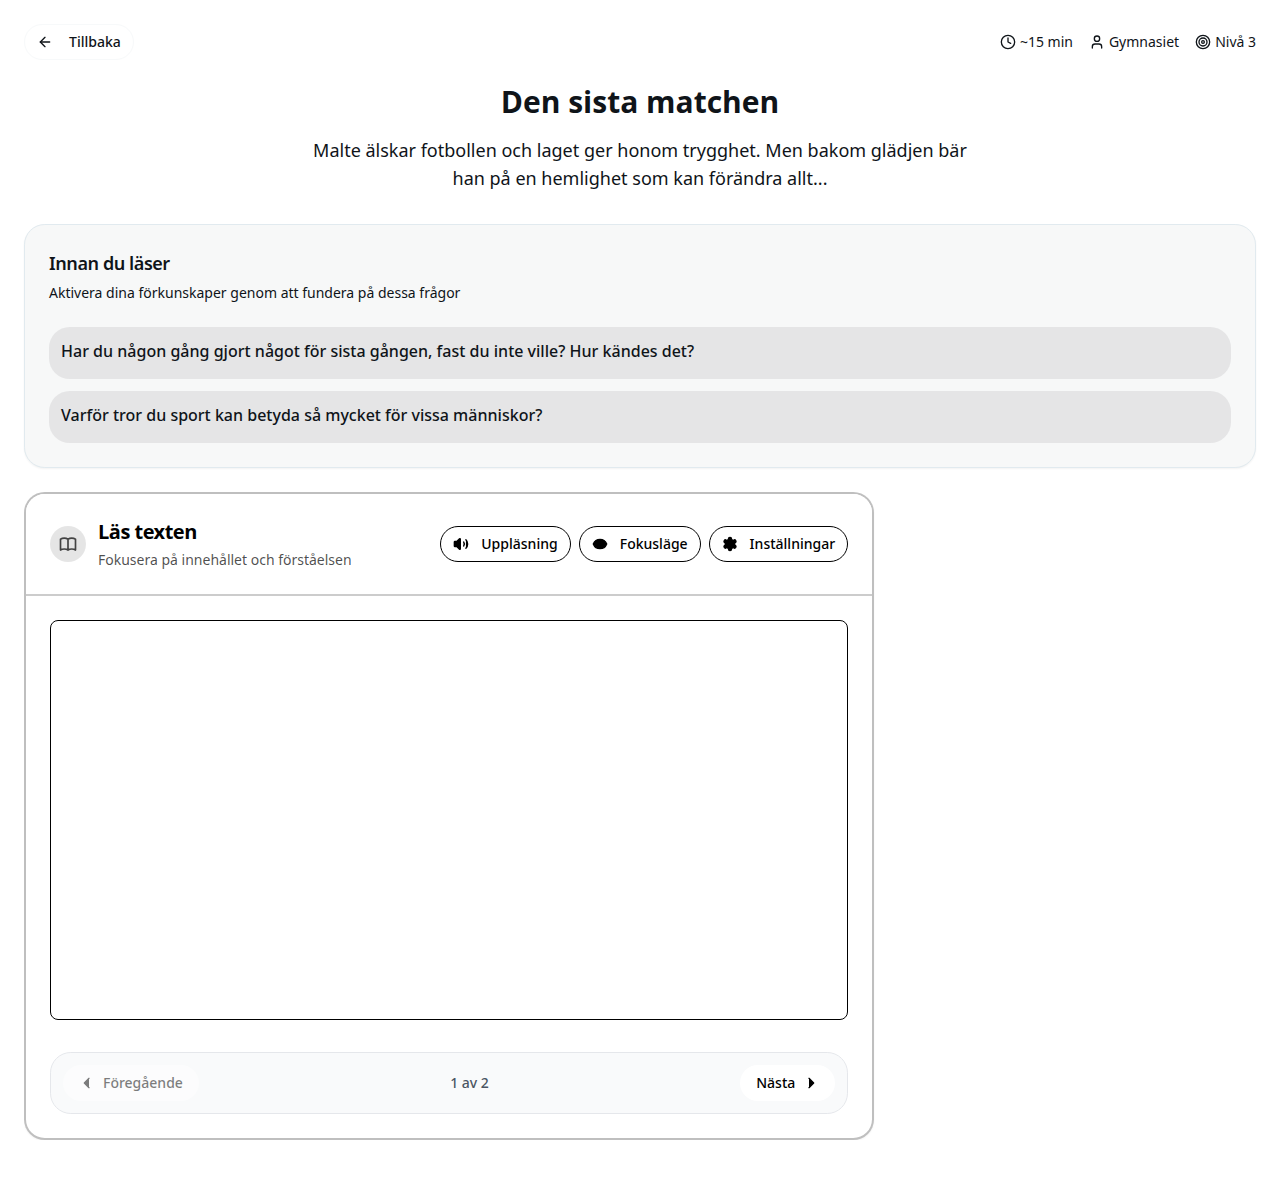 Tillbaka
~15 min
Gymnasiet
Nivå 3
Den sista matchen
Malte älskar fotbollen och laget ger honom trygghet. Men bakom glädjen bär
han på en hemlighet som kan förändra allt...
Innan du läser
Aktivera dina förkunskaper genom att fundera på dessa frågor
Har du någon gång gjort något för sista gången, fast du inte ville? Hur kändes det?
Varför tror du sport kan betyda så mycket för vissa människor?
Läs texten
Fokusera på innehållet och förståelsen
Uppläsning
Fokusläge
Inställningar
Föregående
1 av 2
Nästa